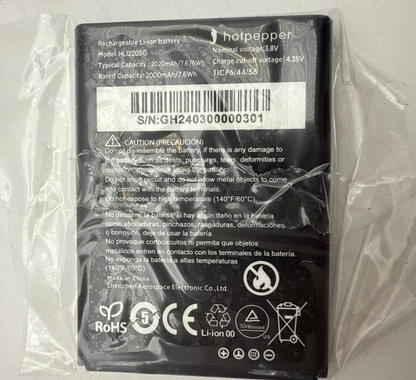 hotpepper
Rechargeable Li-ion battery
Model: HLI2205G
Typical Capacity: 2020mAh/7.676Wh
Rated Capacity: 2000mAh/7.6Wh
Nominal voltage: 3.8V
Charge cut-off voltage: 4.35V
1ICP6/44/56
S/N:GH240300000301
CAUTION (PRECAUCIÓN)
Do not disassemble the battery, if there is any damage to
the battery such as dents, punctures, tears, deformities or
corrosion, discontinue using the battery.
Do not short circuit and do not allow metal objects to come
into contact with the battery terminals.
Do not expose to high temperature (140°F/60°C)
No desarme la batería, si hay algún daño en la batería
como abolladuras, pinchazos, rasgaduras, deformaciones
o corrosión, deje de usar la batería.
No provoque cortocircuitos ni permita que objetos
metálicos entren en contacto con los terminales de la batería.
No exponga la batería a altas temperaturas
(140°F/60°C)
Made in China
Shenzhen Aerospace Electronic Co.,Ltd.
RoHS
5
CE
Li-ion 00